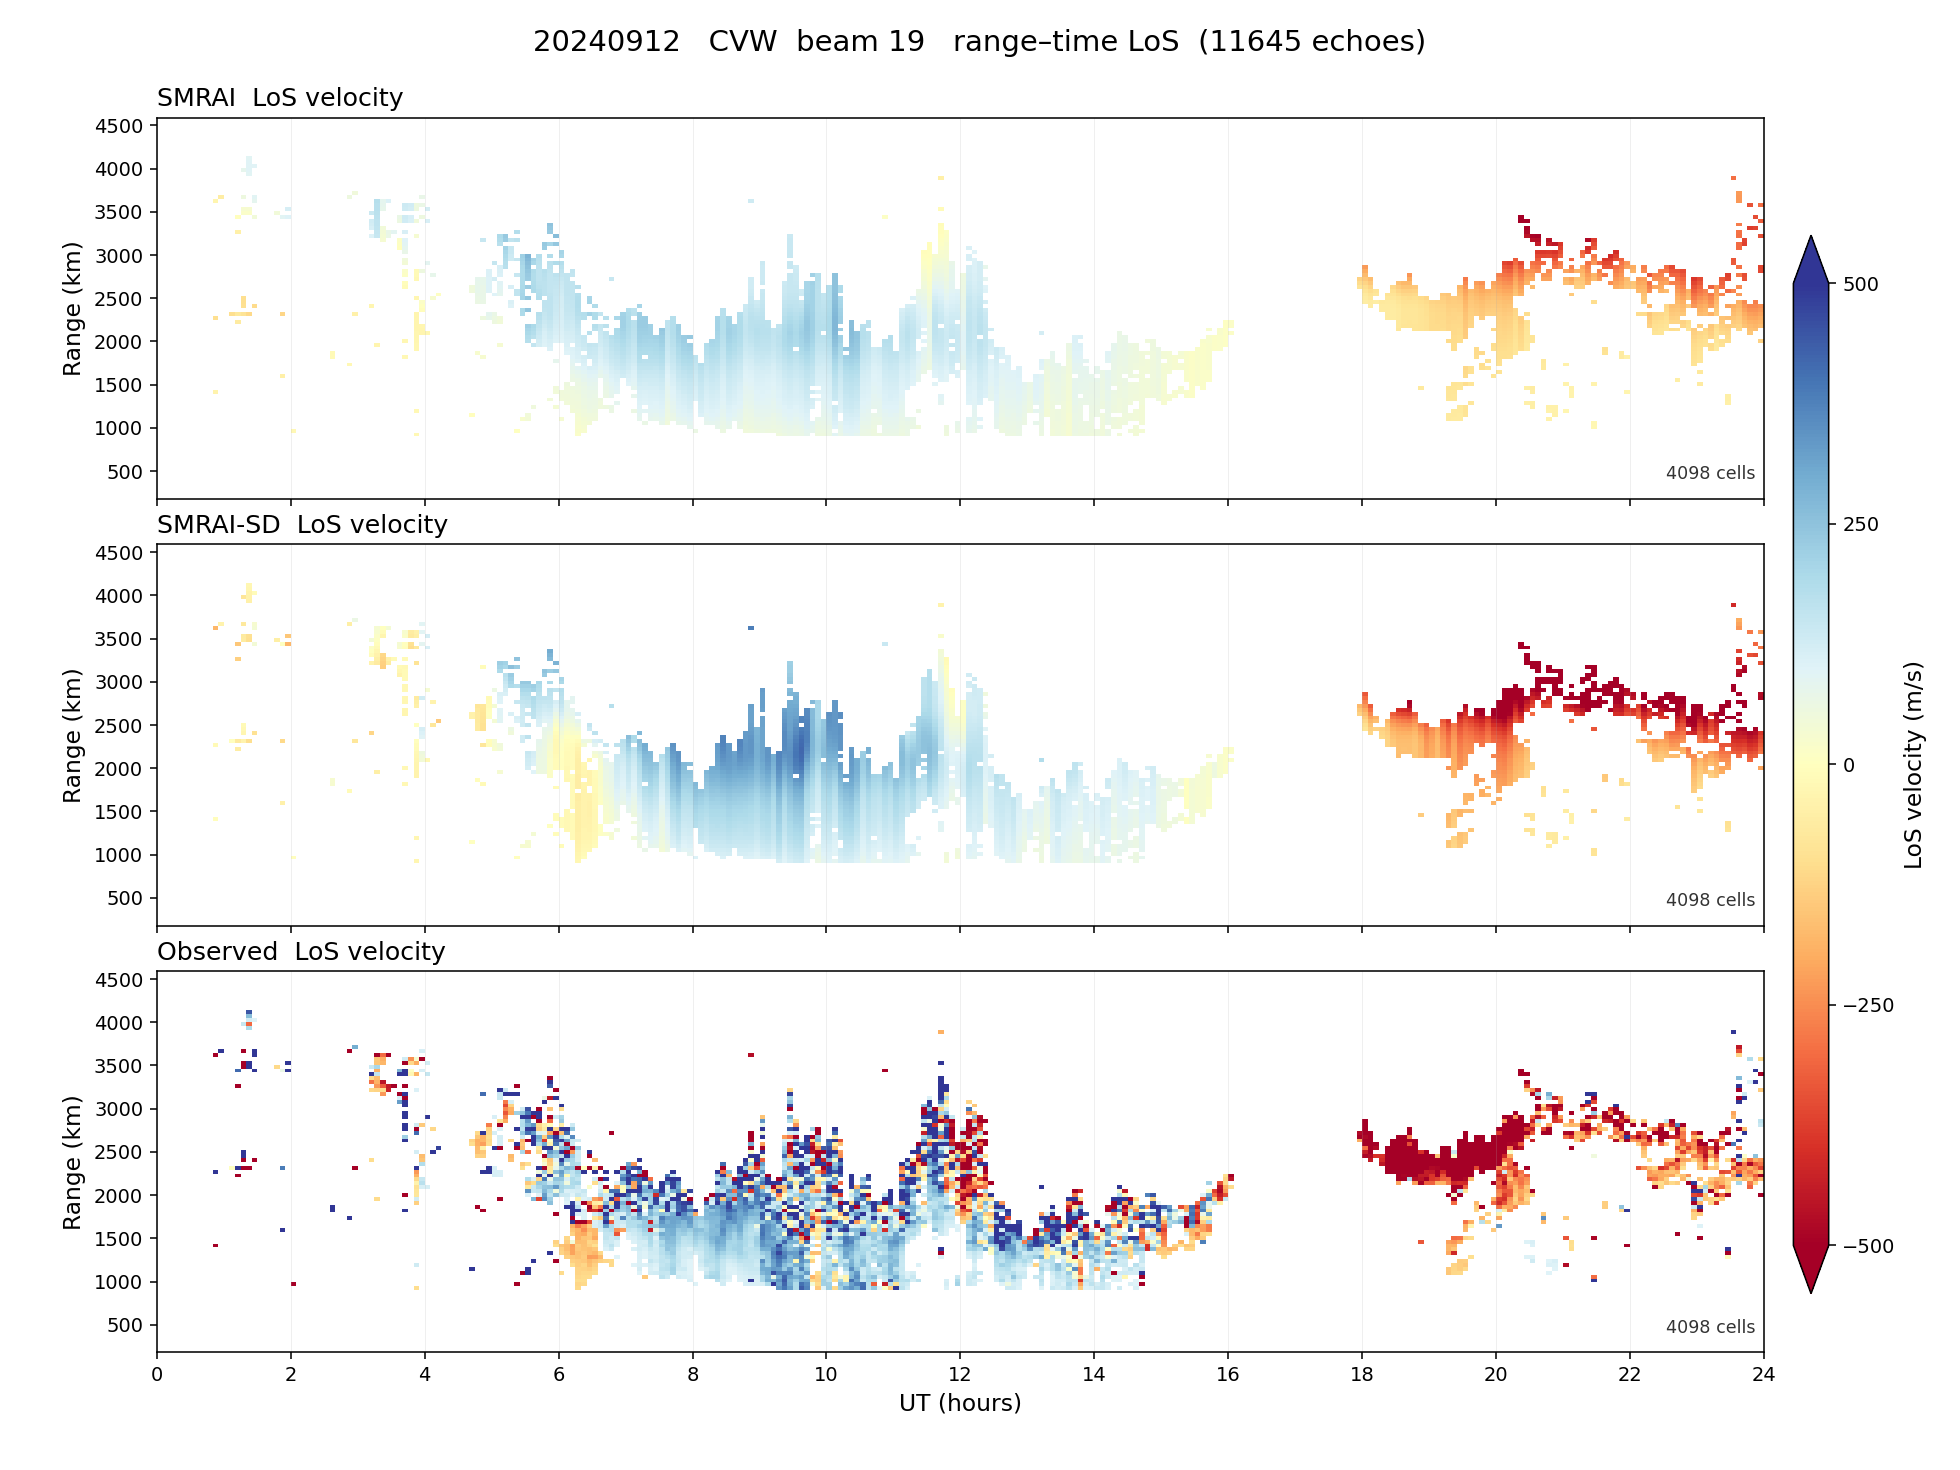 20240912   CVW  beam 19   range–time LoS  (11645 echoes)
SMRAI  LoS velocity
4500
4000
3500
3000
2500
2000
1500
1000
500
Range (km)
4098 cells
SMRAI-SD  LoS velocity
4500
4000
3500
3000
2500
2000
1500
1000
500
Range (km)
4098 cells
Observed  LoS velocity
4500
4000
3500
3000
2500
2000
1500
1000
500
Range (km)
4098 cells
0 2 4 6 8 10 12 14 16 18 20 22 24
UT (hours)
500
250
0
−250
−500
LoS velocity (m/s)